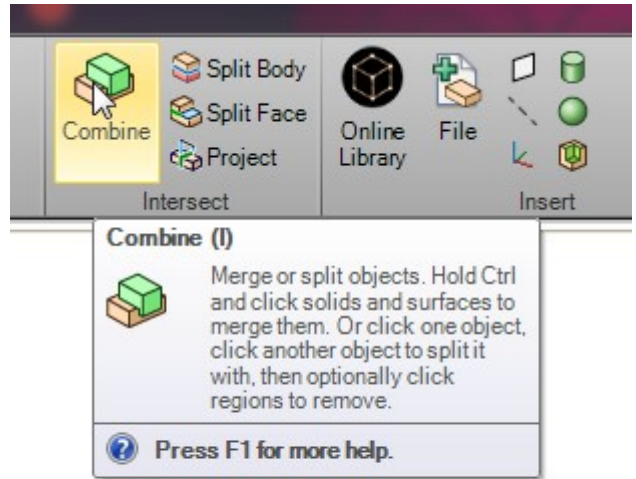 Combine
Split Body
Split Face
Project
Online
Library
File
Intersect
Insert
Combine (I)
Merge or split objects. Hold Ctrl
and click solids and surfaces to
merge them. Or click one object,
click another object to split it
with, then optionally click
regions to remove.
Press F1 for more help.